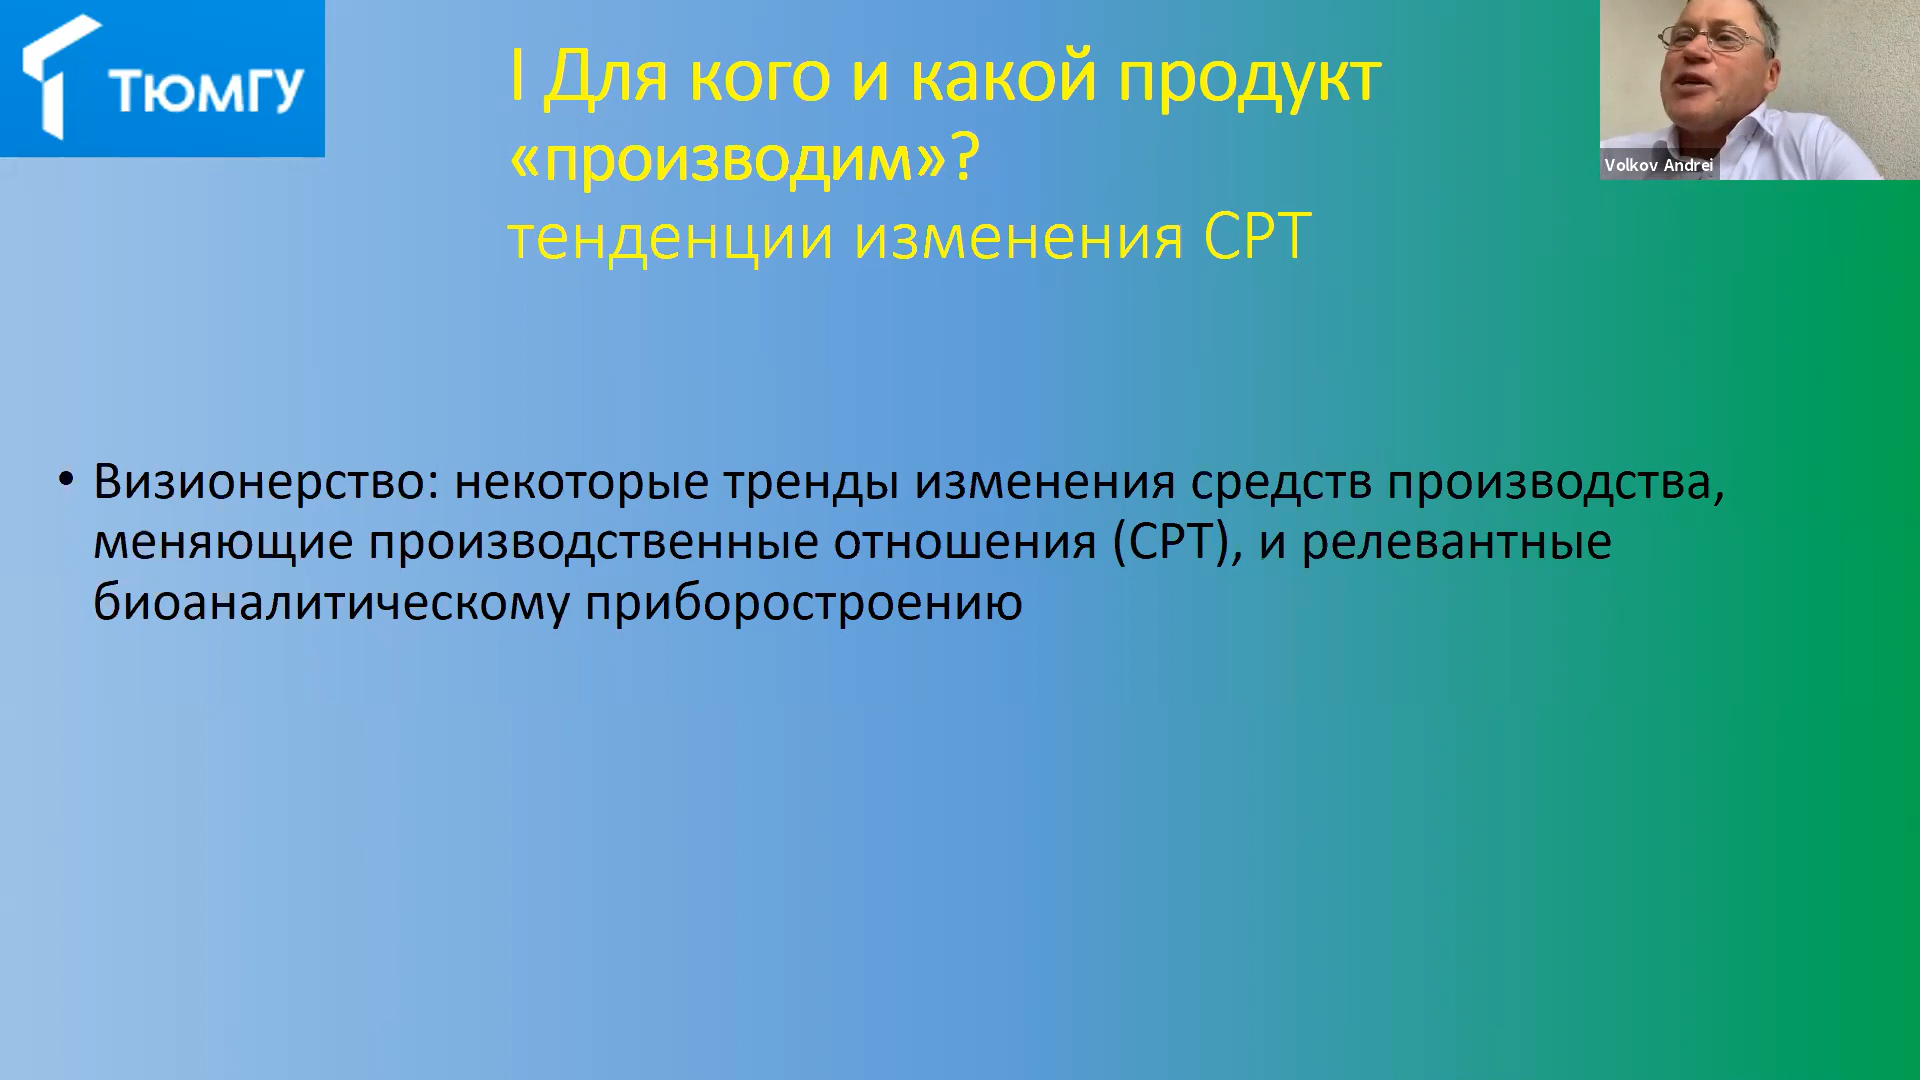 ТЮМГУ
I Для кого и какой продукт
«производим»?
тенденции изменения СРТ
Volkov Andrei
• Визионерство: некоторые тренды изменения средств производства,
меняющие производственные отношения (СРТ), и релевантные
биоаналитическому приборостроению